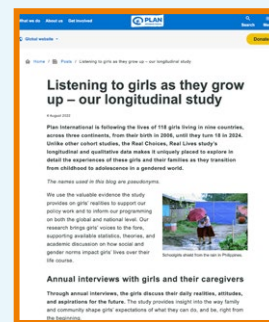 What we do About us Get involved
PLAN
Search
Global website
Donate
Home / Posts / Listening to girls as they grow up – our longitudinal study
Listening to girls as they grow
up – our longitudinal study
Plan International is following the lives of 118 girls living in nine countries,
across three continents, from their birth in 2006, until they turn 18 in 2024.
Unlike other cohort studies, the Real Choices, Real Lives study's
longitudinal and qualitative data makes it uniquely placed to explore in
detail the experiences of these girls and their families as they transition
from childhood to adolescence in a gendered world.
The names used in this blog are pseudonyms.
We use the valuable evidence the study
provides on girls' realities to support our
policy work and to inform our programming
on both the global and national level. Our
research brings girls' voices to the fore,
supporting available statistics, theories, and
academic discussion on how social and
gender norms impact girls' lives over their
life course.
Schoolgirls shield from the rain in Philippines.
Annual interviews with girls and their caregivers
Through annual interviews, the girls discuss their daily realities, attitudes,
and aspirations for the future. The study provides insight into the way family
and community shape girls' expectations of what they can do, and be, right from
the beginning.